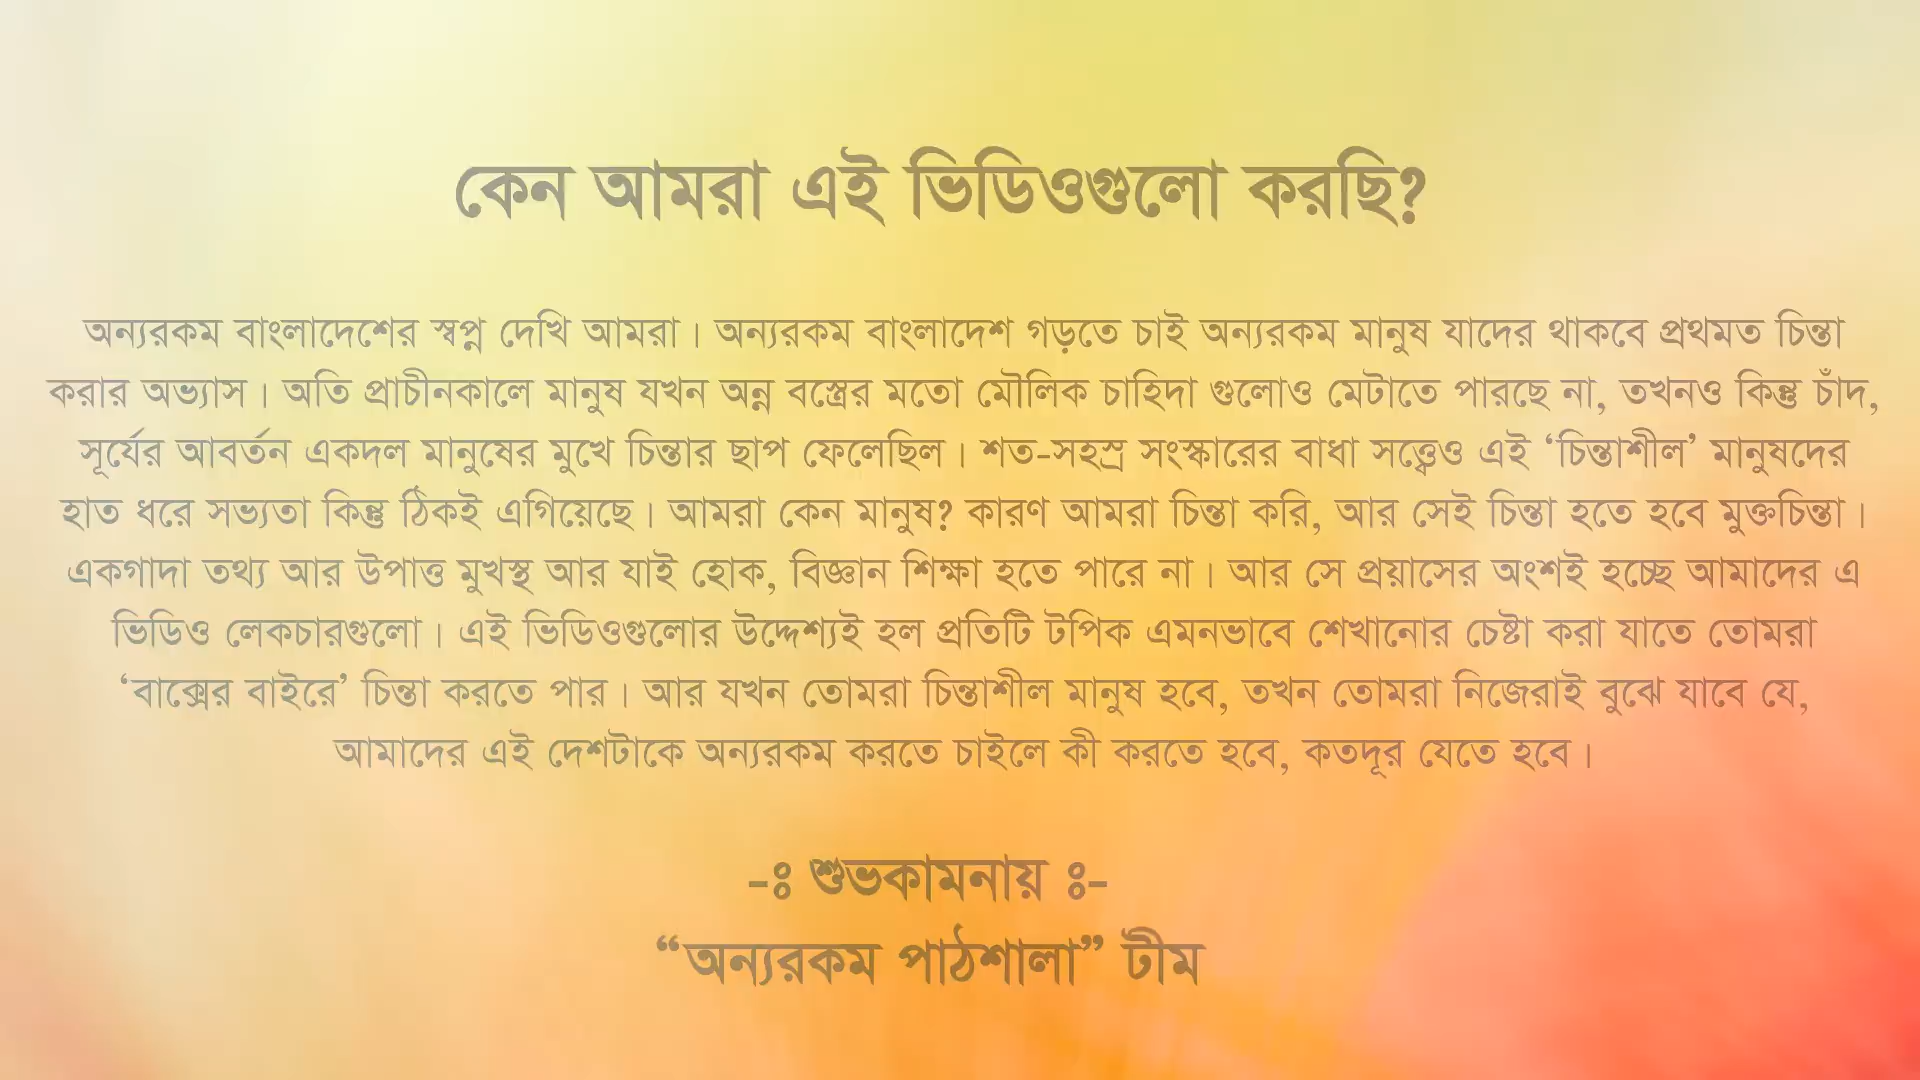 কেন আমরা এই ভিডিওগুলো করছি?
অন্যরকম বাংলাদেশের স্বপ্ন দেখি আমরা। অন্যরকম বাংলাদেশ গড়তে চাই অন্যরকম মানুষ যাদের থাকবে প্রথমত চিন্তা
করার অভ্যাস। অতি প্রাচীনকালে মানুষ যখন অন্ন বস্ত্রের মতো মৌলিক চাহিদা গুলোও মেটাতে পারছে না, তখনও কিন্তু চাঁদ,
সূর্যের আবর্তন একদল মানুষের মুখে চিন্তার ছাপ ফেলেছিল। শত-সহস্র সংস্কারের বাধা সত্ত্বেও এই ‘চিন্তাশীল’ মানুষদের
হাত ধরে সভ্যতা কিন্তু ঠিকই এগিয়েছে। আমরা কেন মানুষ? কারণ আমরা চিন্তা করি, আর সেই চিন্তা হতে হবে মুক্তচিন্তা।
একগাদা তথ্য আর উপাত্ত মুখস্থ আর যাই হোক, বিজ্ঞান শিক্ষা হতে পারে না। আর সে প্রয়াসের অংশই হচ্ছে আমাদের এ
ভিডিও লেকচারগুলো। এই ভিডিওগুলোর উদ্দেশ্যই হল প্রতিটি টপিক এমনভাবে শেখানোর চেষ্টা করা যাতে তোমরা
‘বাক্সের বাইরে’ চিন্তা করতে পার। আর যখন তোমরা চিন্তাশীল মানুষ হবে, তখন তোমরা নিজেরাই বুঝে যাবে যে,
আমাদের এই দেশটাকে অন্যরকম করতে চাইলে কী করতে হবে, কতদূর যেতে হবে।
-ঃ শুভকামনায় ঃ-
“অন্যরকম পাঠশালা” টীম